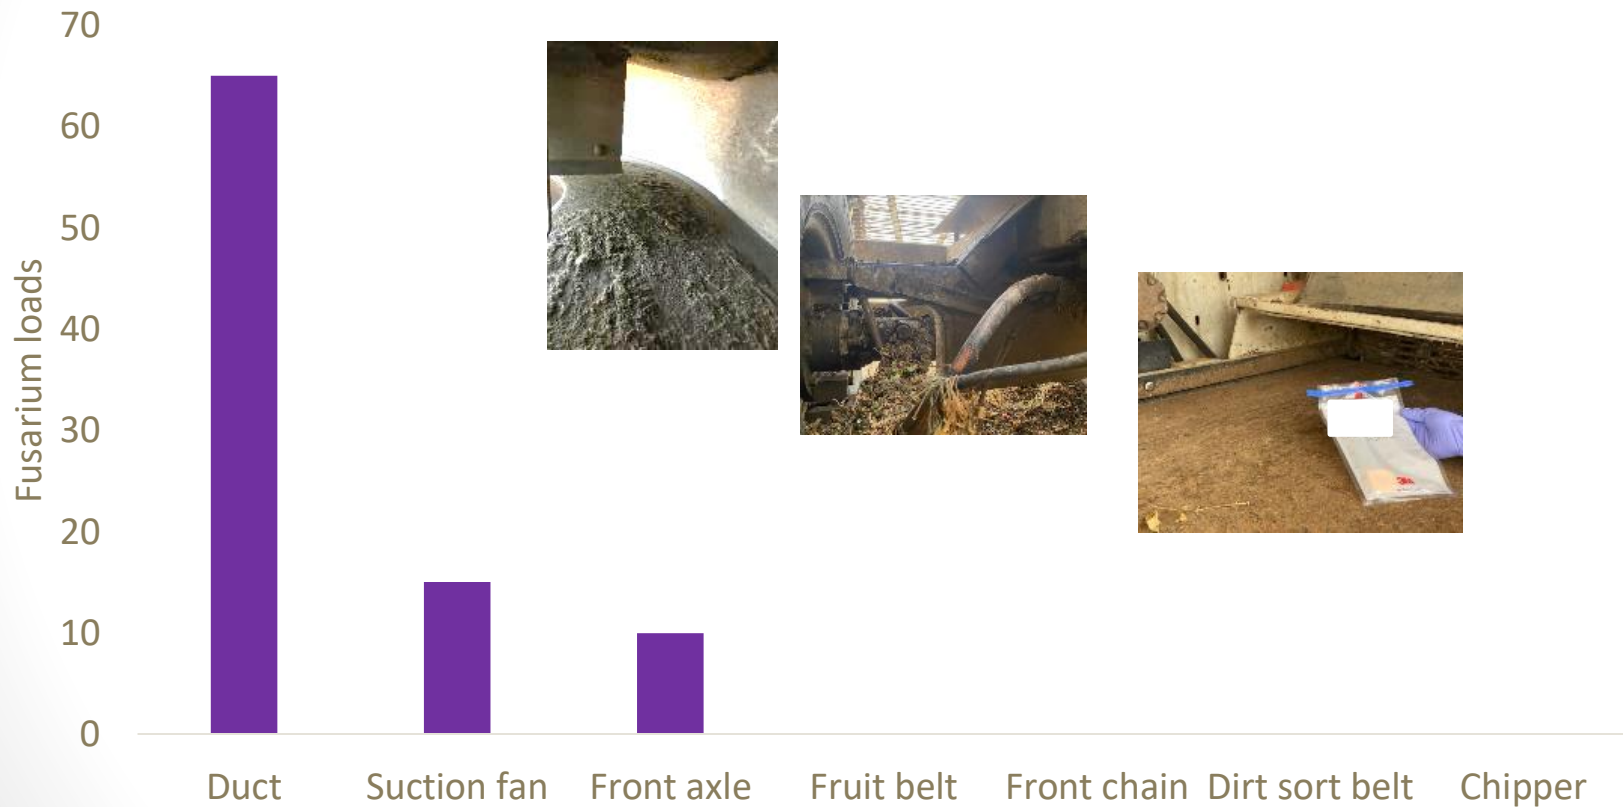 70
60
50
40
30
20
10
0
Fusarium loads
Duct
Suction fan
Front axle
Fruit belt
Front chain
Dirt sort belt
Chipper
3M